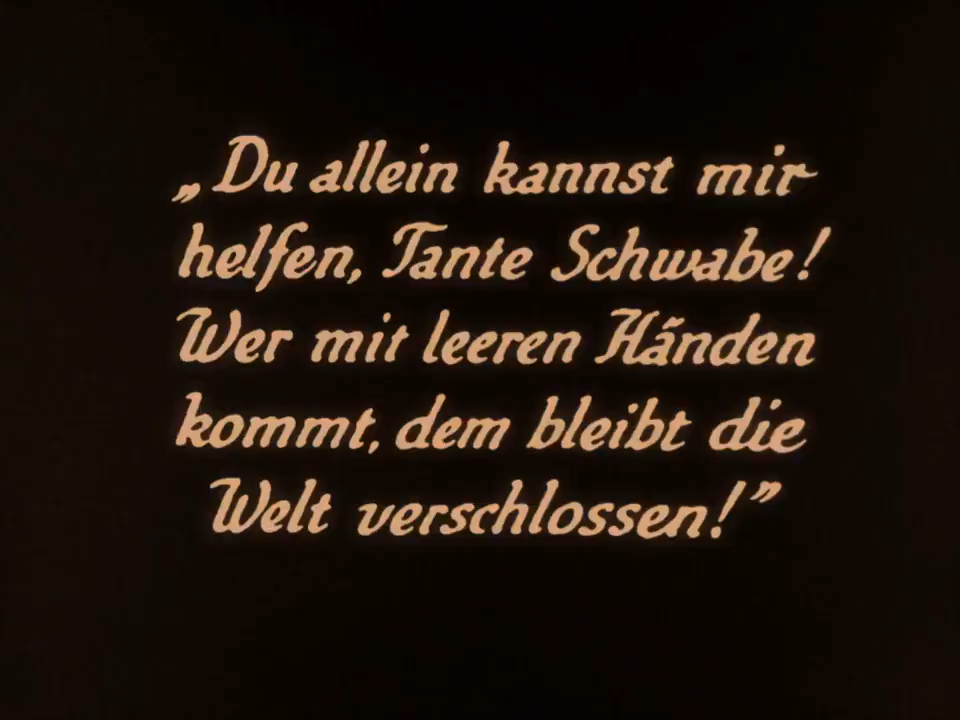 „Du allein kannst mir
helfen, Tante Schwabe!
Wer mit leeren Händen
kommt, dem bleibt die
Welt verschlossen!”